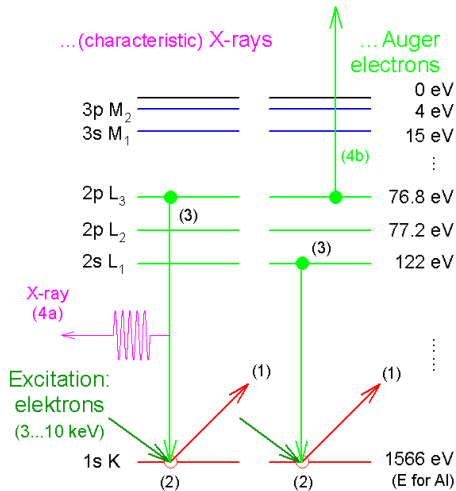 ...(characteristic) X-rays
...Auger
electrons
0 eV
3p M2
4 eV
3s M1
15 eV
(4b)
2p L3
(3)
76.8 eV
2p L2
77.2 eV
2s L1
(3)
122 eV
X-ray
(4a)
Excitation:
elektrons
(3...10 keV)
(1)
(1)
1s K
(2)
(2)
1566 eV
(E for Al)